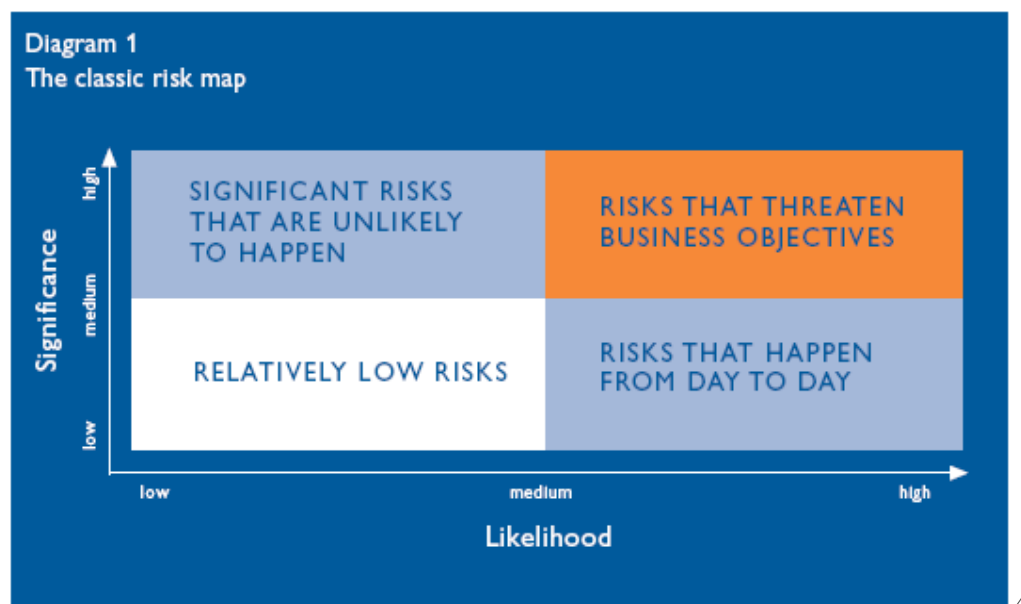 Diagram 1
The classic risk map
high
SIGNIFICANT RISKS
THAT ARE UNLIKELY
TO HAPPEN
RISKS THAT THREATEN
BUSINESS OBJECTIVES
Significance
medium
RELATIVELY LOW RISKS
RISKS THAT HAPPEN
FROM DAY TO DAY
low
low
medium
high
Likelihood